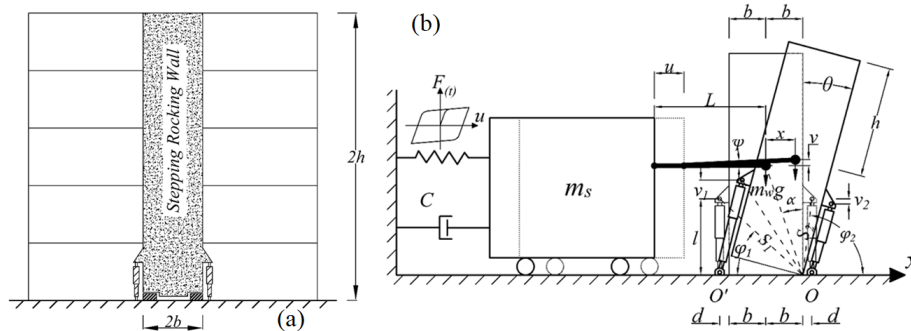 (a)
Stepping Rocking Wall
2h
2b
(b)
b b
u
F(t)
u
L
x
v
θ
h
ψ
C
ms
v1
mwg
α
v2
l
r
S
φ1
φ2
O'
O
x
d b b d